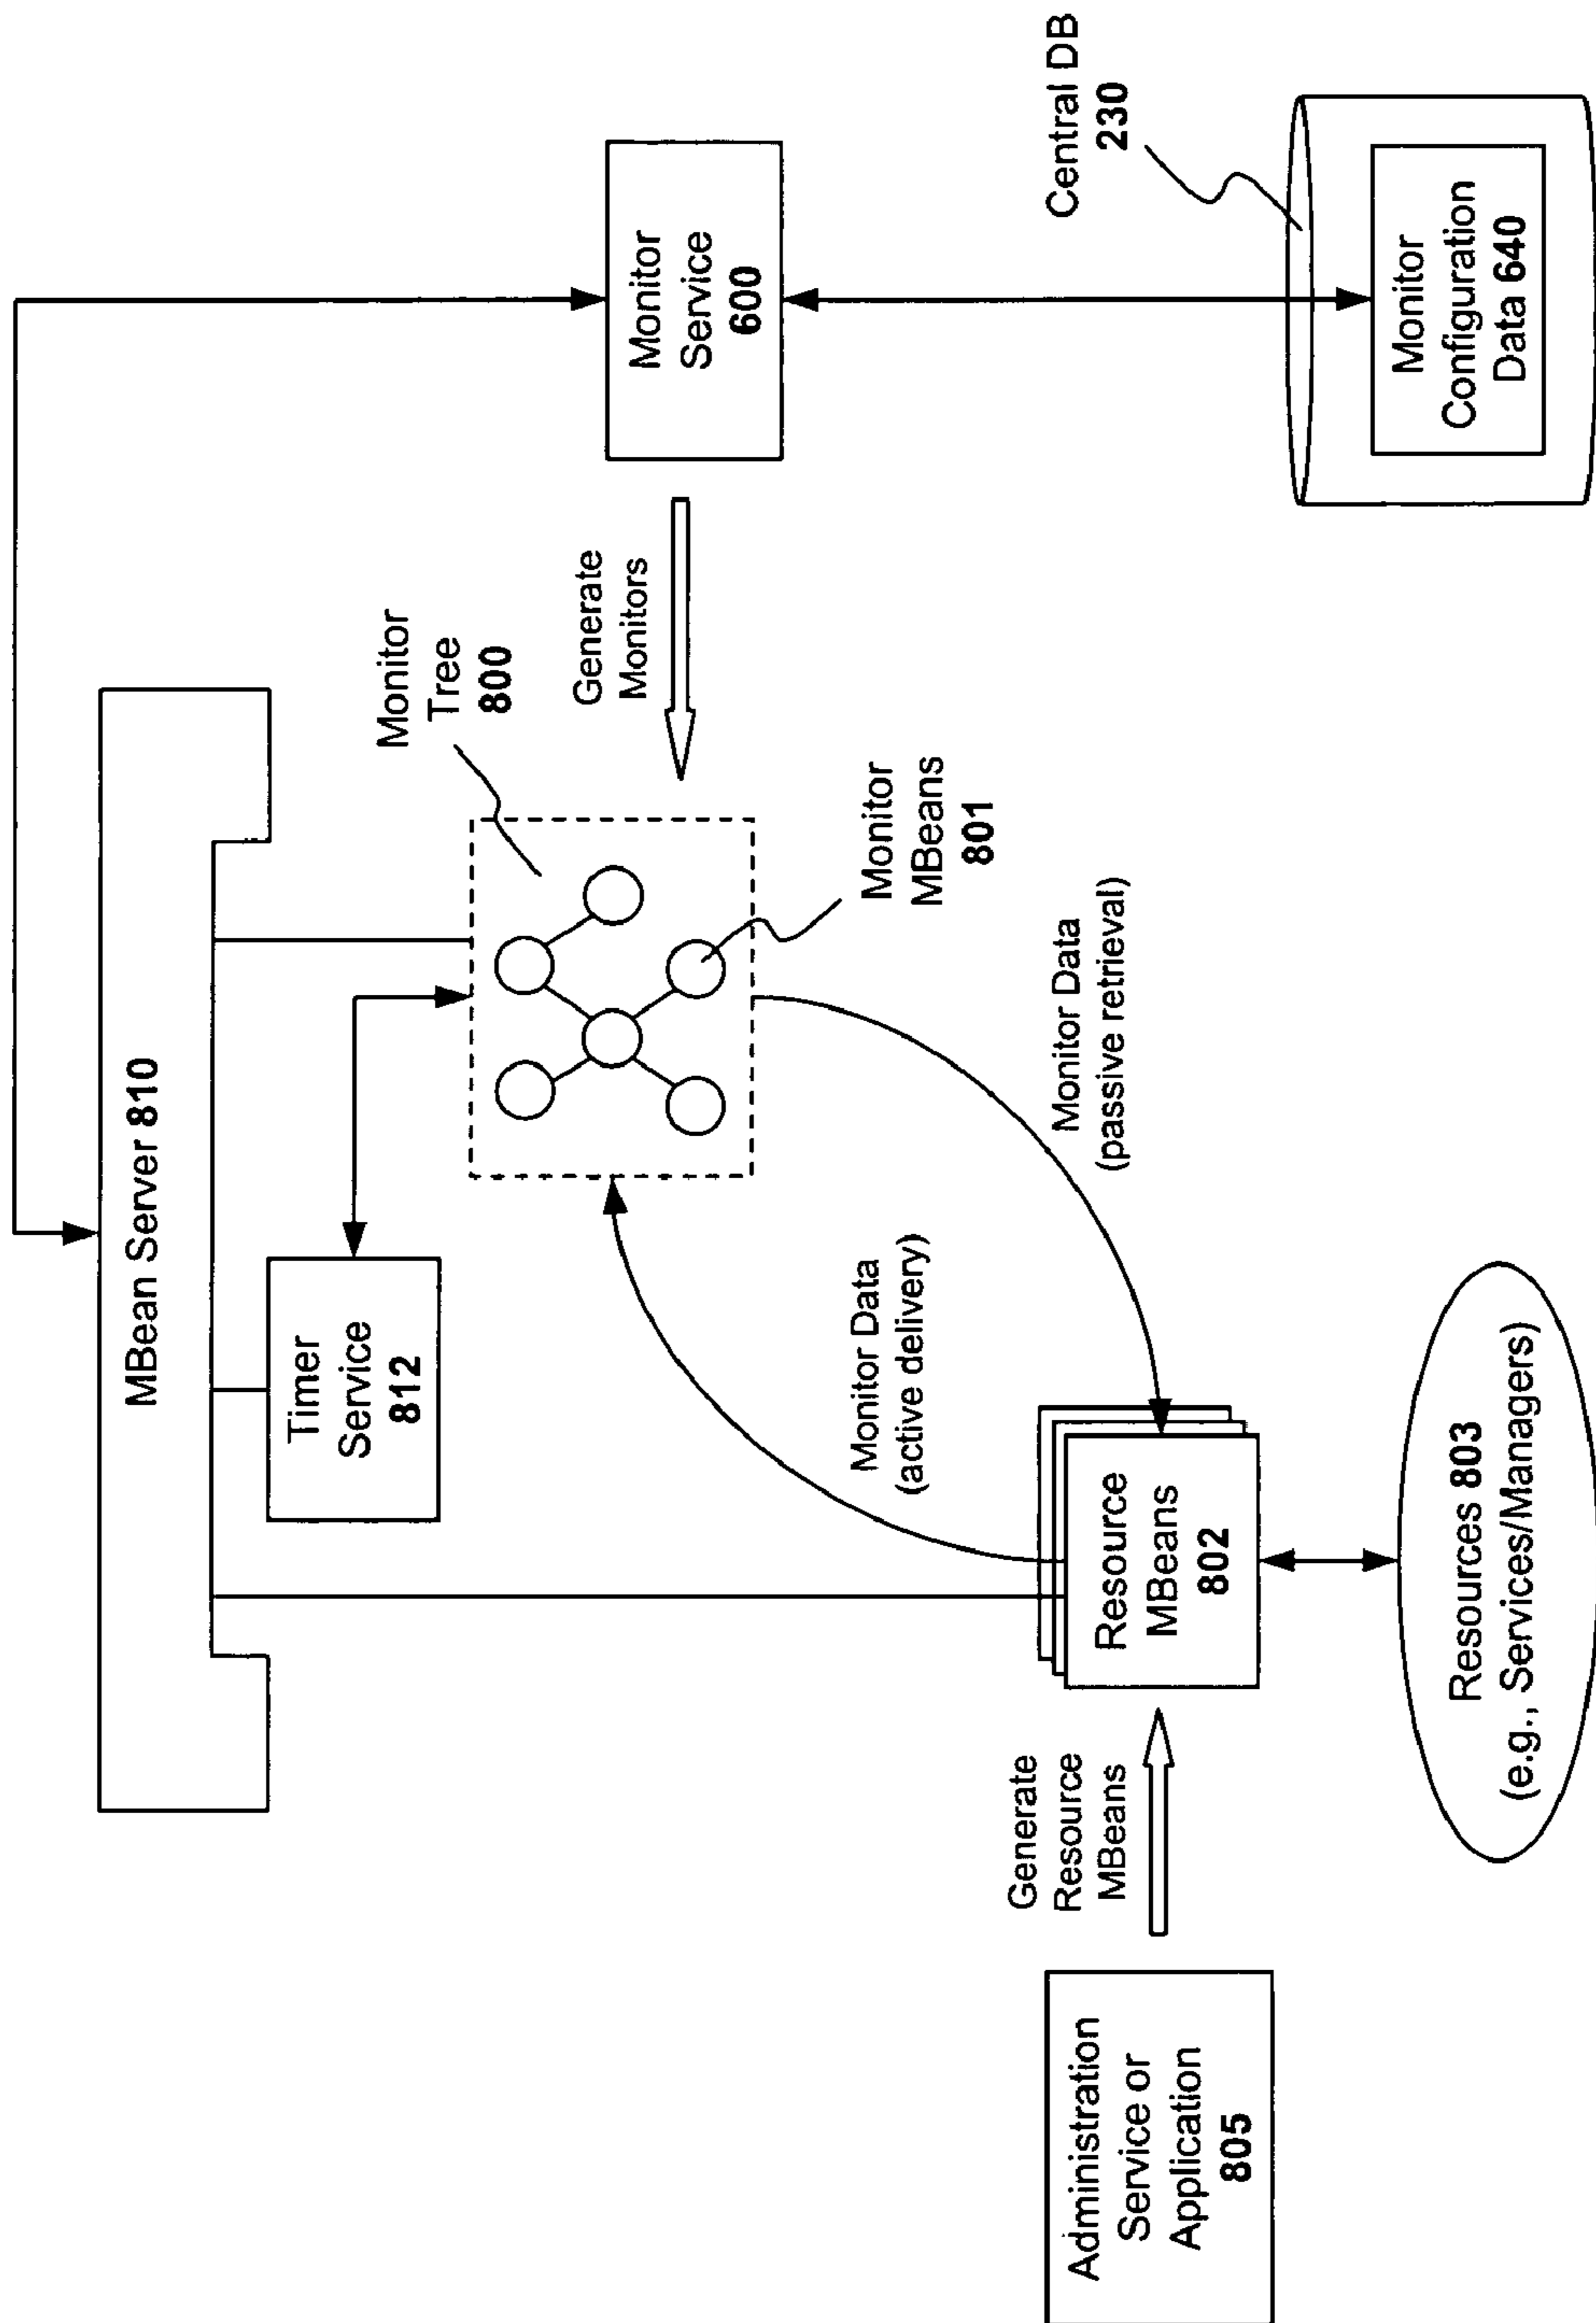 MBean Server 810
Timer
Service
812
Monitor
Tree
800
Monitor
MBeans
801
Generate
Monitors
Monitor
Service
600
Central DB
230
Monitor
Configuration
Data 640
Monitor Data
(active delivery)
Monitor Data
(passive retrieval)
Resource
MBeans
802
Generate
Resource
MBeans
Administration
Service or
Application
805
Resources 803
(e.g., Services/Managers)